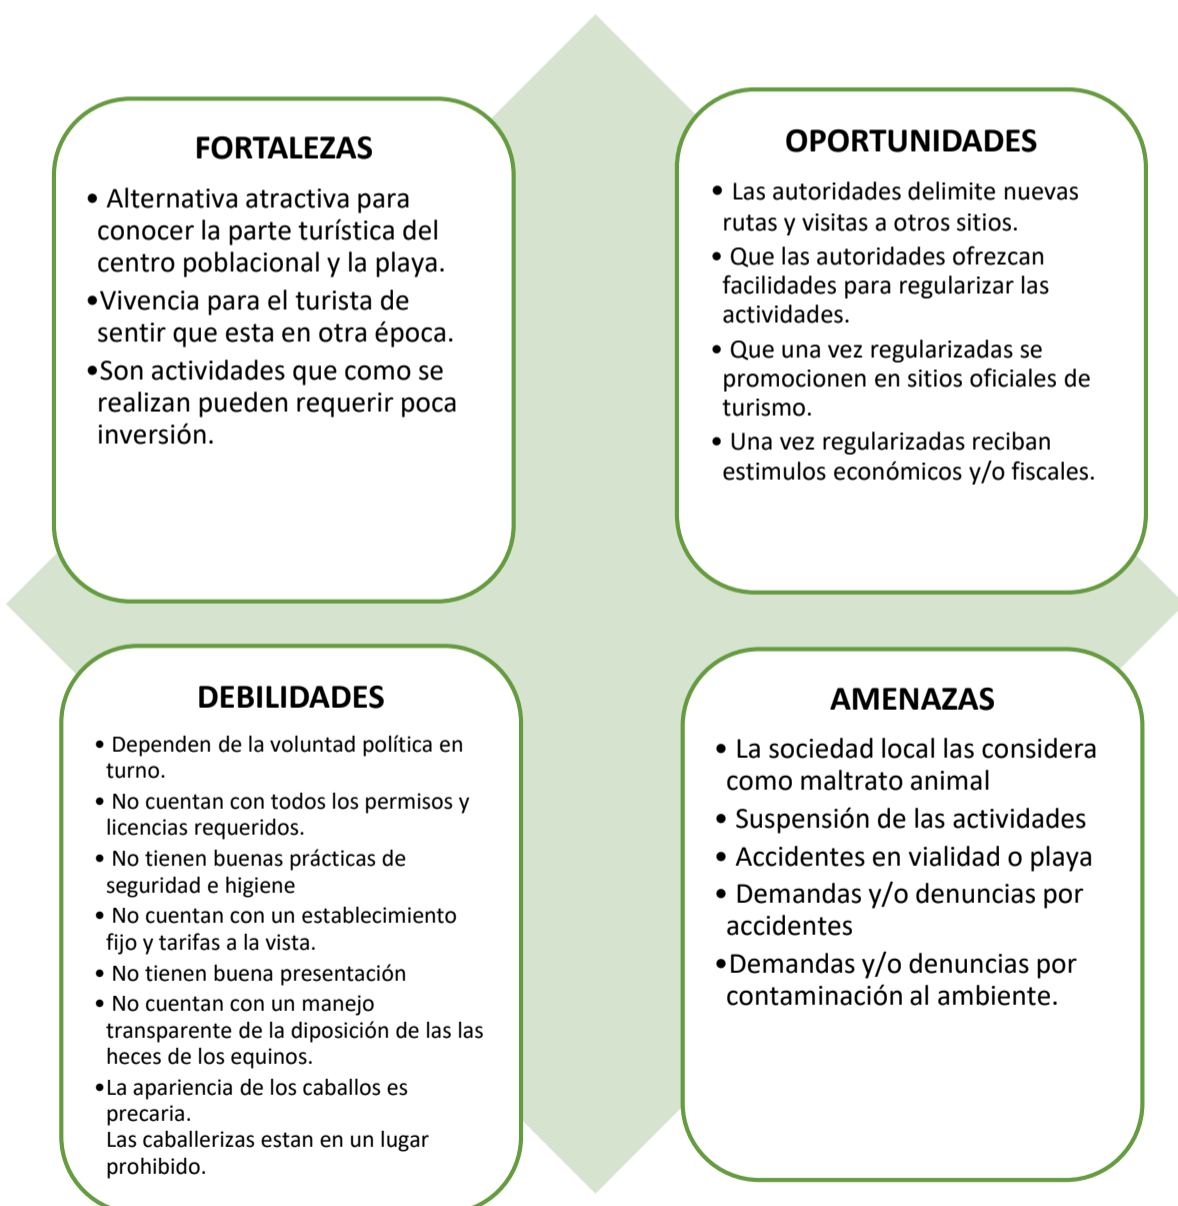 FORTALEZAS
• Alternativa atractiva para
conocer la parte turística del
centro poblacional y la playa.
•Vivencia para el turista de
sentir que esta en otra época.
•Son actividades que como se
realizan pueden requerir poca
inversión.
OPORTUNIDADES
• Las autoridades delimite nuevas
rutas y visitas a otros sitios.
• Que las autoridades ofrezcan
facilidades para regularizar las
actividades.
• Que una vez regularizadas se
promocionen en sitios oficiales de
turismo.
• Una vez regularizadas reciban
estimulos económicos y/o fiscales.
DEBILIDADES
• Dependen de la voluntad política en
turno.
• No cuentan con todos los permisos y
licencias requeridos.
• No tienen buenas prácticas de
seguridad e higiene
• No cuentan con un establecimiento
fijo y tarifas a la vista.
• No tienen buena presentación
• No cuentan con un manejo
transparente de la diposición de las las
heces de los equinos.
•La apariencia de los caballos es
precaria.
Las caballerizas estan en un lugar
prohibido.
AMENAZAS
• La sociedad local las considera
como maltrato animal
• Suspensión de las actividades
• Accidentes en vialidad o playa
• Demandas y/o denuncias por
accidentes
•Demandas y/o denuncias por
contaminación al ambiente.